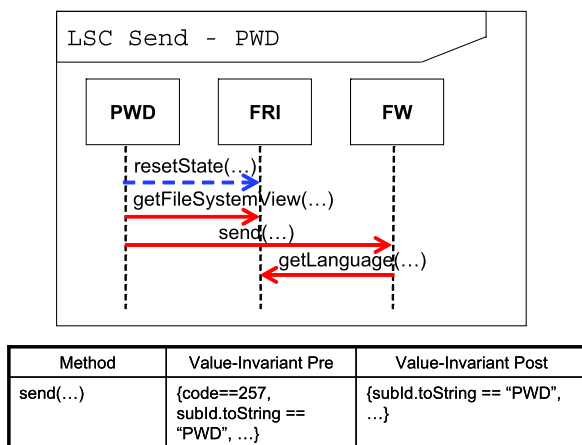 LSC Send - PWD
PWD FRI FW
resetState(…)
getFileSystemView(…)
send(…)
getLanguage(…)
Method Value-Invariant Pre Value-Invariant Post
send(…) {code==257, {subId.toString == “PWD”,
subId.toString == …}
“PWD”, …}